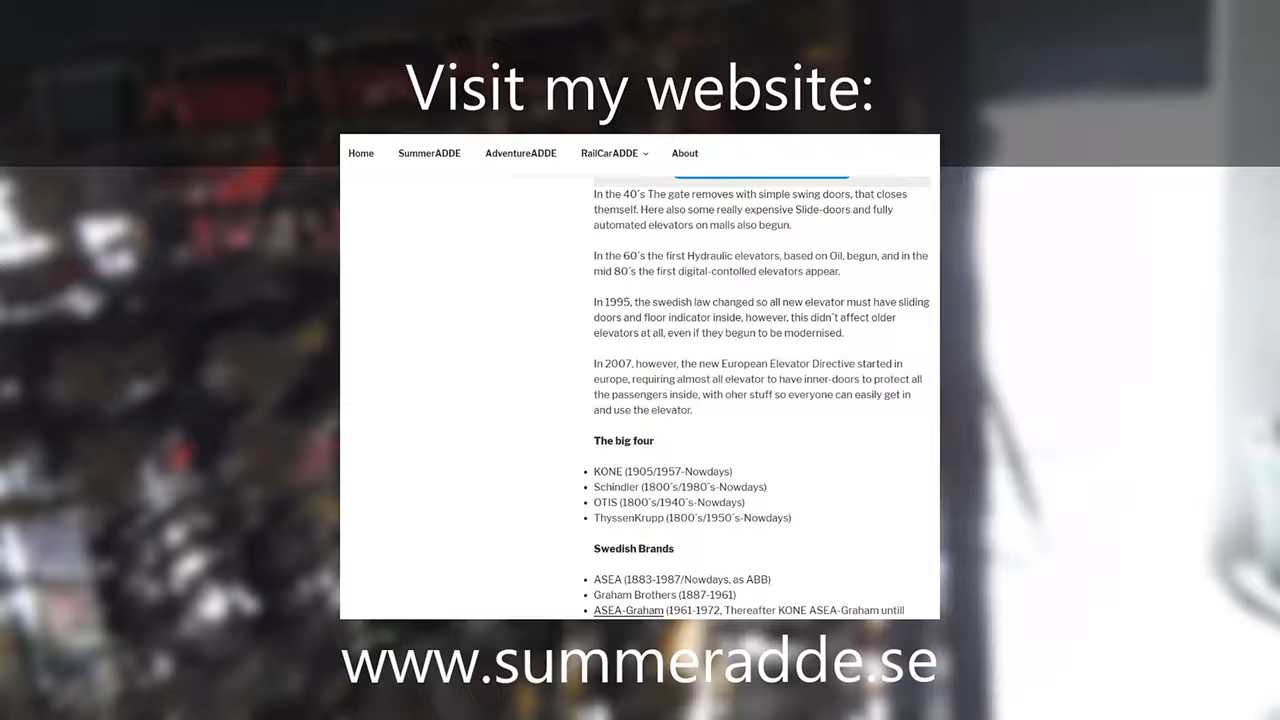 Visit my website:
Home SummerADDE AdventureADDE RailCarADDE About
In the 40´s The gate removes with simple swing doors, that closes
themself. Here also some really expensive Slide-doors and fully
automated elevators on malls also begun.
In the 60´s the first Hydraulic elevators, based on Oil, begun, and in the
mid 80´s the first digital-contolled elevators appear.
In 1995, the swedish law changed so all new elevator must have sliding
doors and floor indicator inside, however, this didn´t affect older
elevators at all, even if they begun to be modernised.
In 2007, however, the new European Elevator Directive started in
europe, requiring almost all elevator to have inner-doors to protect all
the passengers inside, with oher stuff so everyone can easily get in
and use the elevator.
The big four
• KONE (1905/1957-Nowdays)
• Schindler (1800´s/1980´s-Nowdays)
• OTIS (1800´s/1940´s-Nowdays)
• ThyssenKrupp (1800´s/1950´s-Nowdays)
Swedish Brands
• ASEA (1883-1987/Nowdays, as ABB)
• Graham Brothers (1887-1961)
• ASEA-Graham (1961-1972, Thereafter KONE ASEA-Graham untill
www.summeradde.se